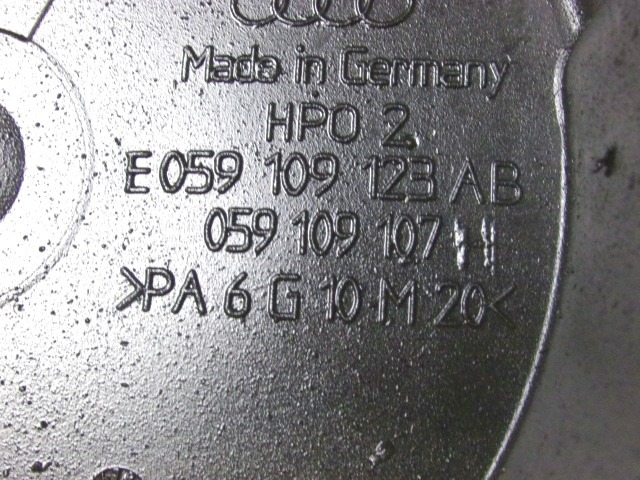 Made in Germany
HPO 2
E 059 109 123 AB
059 109 107 H
>PA 6 G 10 M 20<